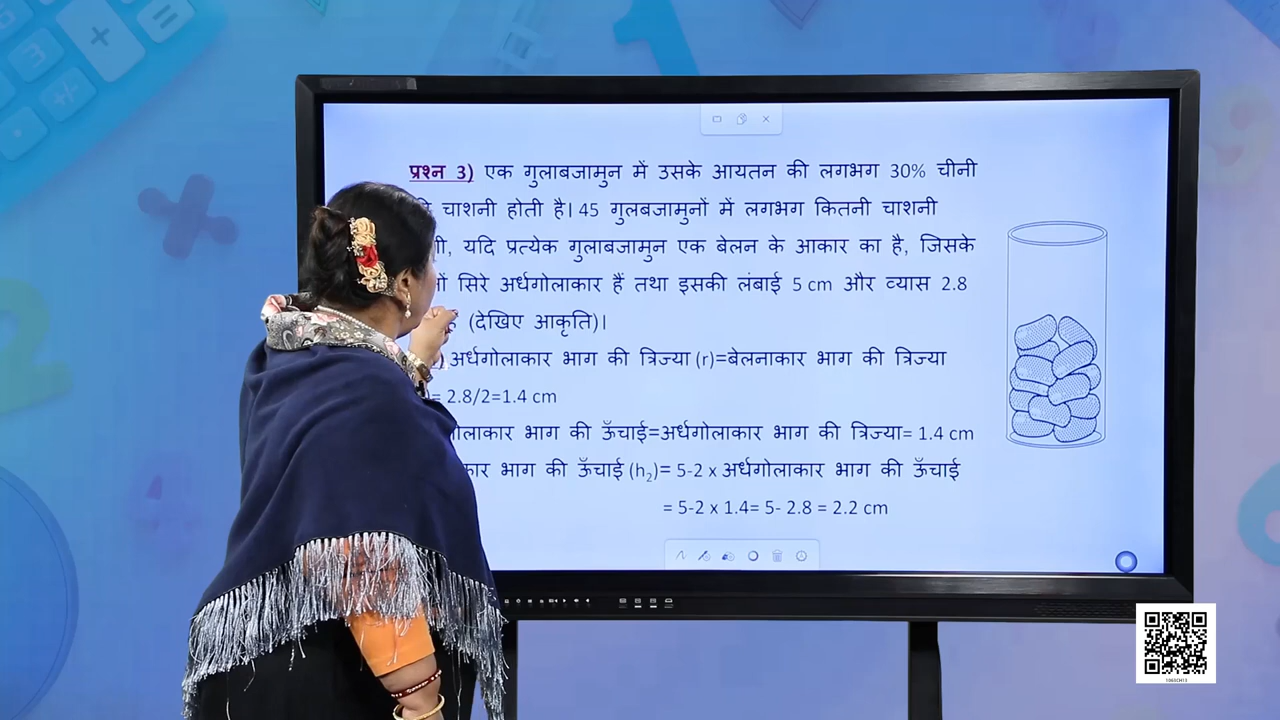 प्रश्न 3) एक गुलाबजामुन में उसके आयतन की लगभग 30% चीनी
चाशनी होती है। 45 गुलबजामुनों में लगभग कितनी चाशनी
यदि प्रत्येक गुलाबजामुन एक बेलन के आकार का है, जिसके
सिरे अर्धगोलाकार हैं तथा इसकी लंबाई 5 cm और व्यास 2.8
(देखिए आकृति)।
अर्धगोलाकार भाग की त्रिज्या (r)=बेलनाकार भाग की त्रिज्या
= 2.8/2=1.4 cm
भाग की ऊँचाई=अर्धगोलाकार भाग की त्रिज्या= 1.4 cm
भाग की ऊँचाई (h₂)= 5-2 x अर्धगोलाकार भाग की ऊँचाई
= 5-2 x 1.4= 5- 2.8 = 2.2 cm